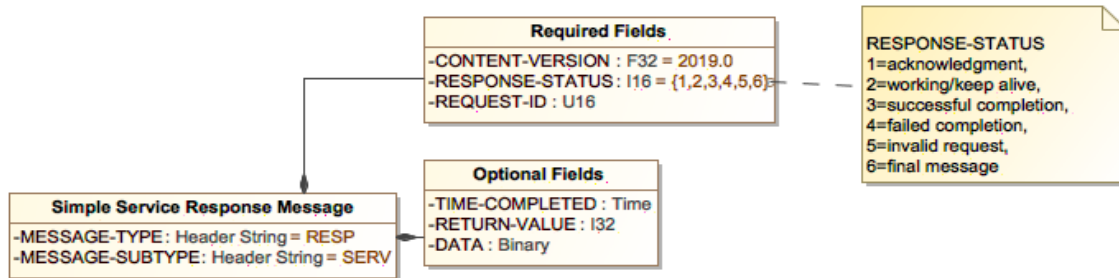 Required Fields
-CONTENT-VERSION : F32 = 2019.0
-RESPONSE-STATUS: I16 = {1,2,3,4,5,6}
-REQUEST-ID : U16
RESPONSE-STATUS
1=acknowledgment,
2=working/keep alive,
3=successful completion,
4=failed completion,
5=invalid request,
6=final message
Optional Fields
-TIME-COMPLETED : Time
-RETURN-VALUE : I32
-DATA : Binary
Simple Service Response Message
-MESSAGE-TYPE: Header String = RESP
-MESSAGE-SUBTYPE: Header String = SERV